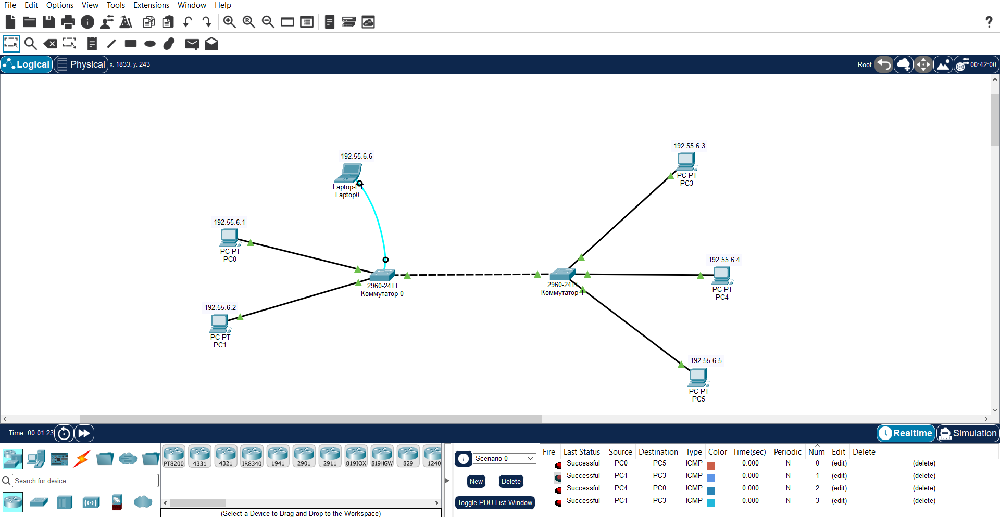 File Edit Options View Tools Extensions Window Help
Logical Physical x: 1833, y: 243 Root 00:42:00
192.55.6.3
PC-PT
PC3
192.55.6.6
Laptop-PT
Laptop0
192.55.6.1
PC-PT
PC0
192.55.6.4
PC-PT
PC4
2960-24TT
Коммутатор 0
2960-24TT
Коммутатор 1
192.55.6.2
PC-PT
PC1
192.55.6.5
PC-PT
PC5
Time: 00:01:23 Realtime Simulation
PT8200 4331 4321 IR8340 1941 2901 2911 819IOX 819HGW 829 1240
Search for device
(Select a Device to Drag and Drop to the Workspace)
Scenario 0
New Delete
Toggle PDU List Window
Fire Last Status Source Destination Type Color Time(sec) Periodic Num Edit Delete
Successful PC0 PC5 ICMP 0.000 N 0 (edit) (delete)
Successful PC1 PC3 ICMP 0.000 N 1 (edit) (delete)
Successful PC4 PC0 ICMP 0.000 N 2 (edit) (delete)
Successful PC1 PC3 ICMP 0.000 N 3 (edit) (delete)